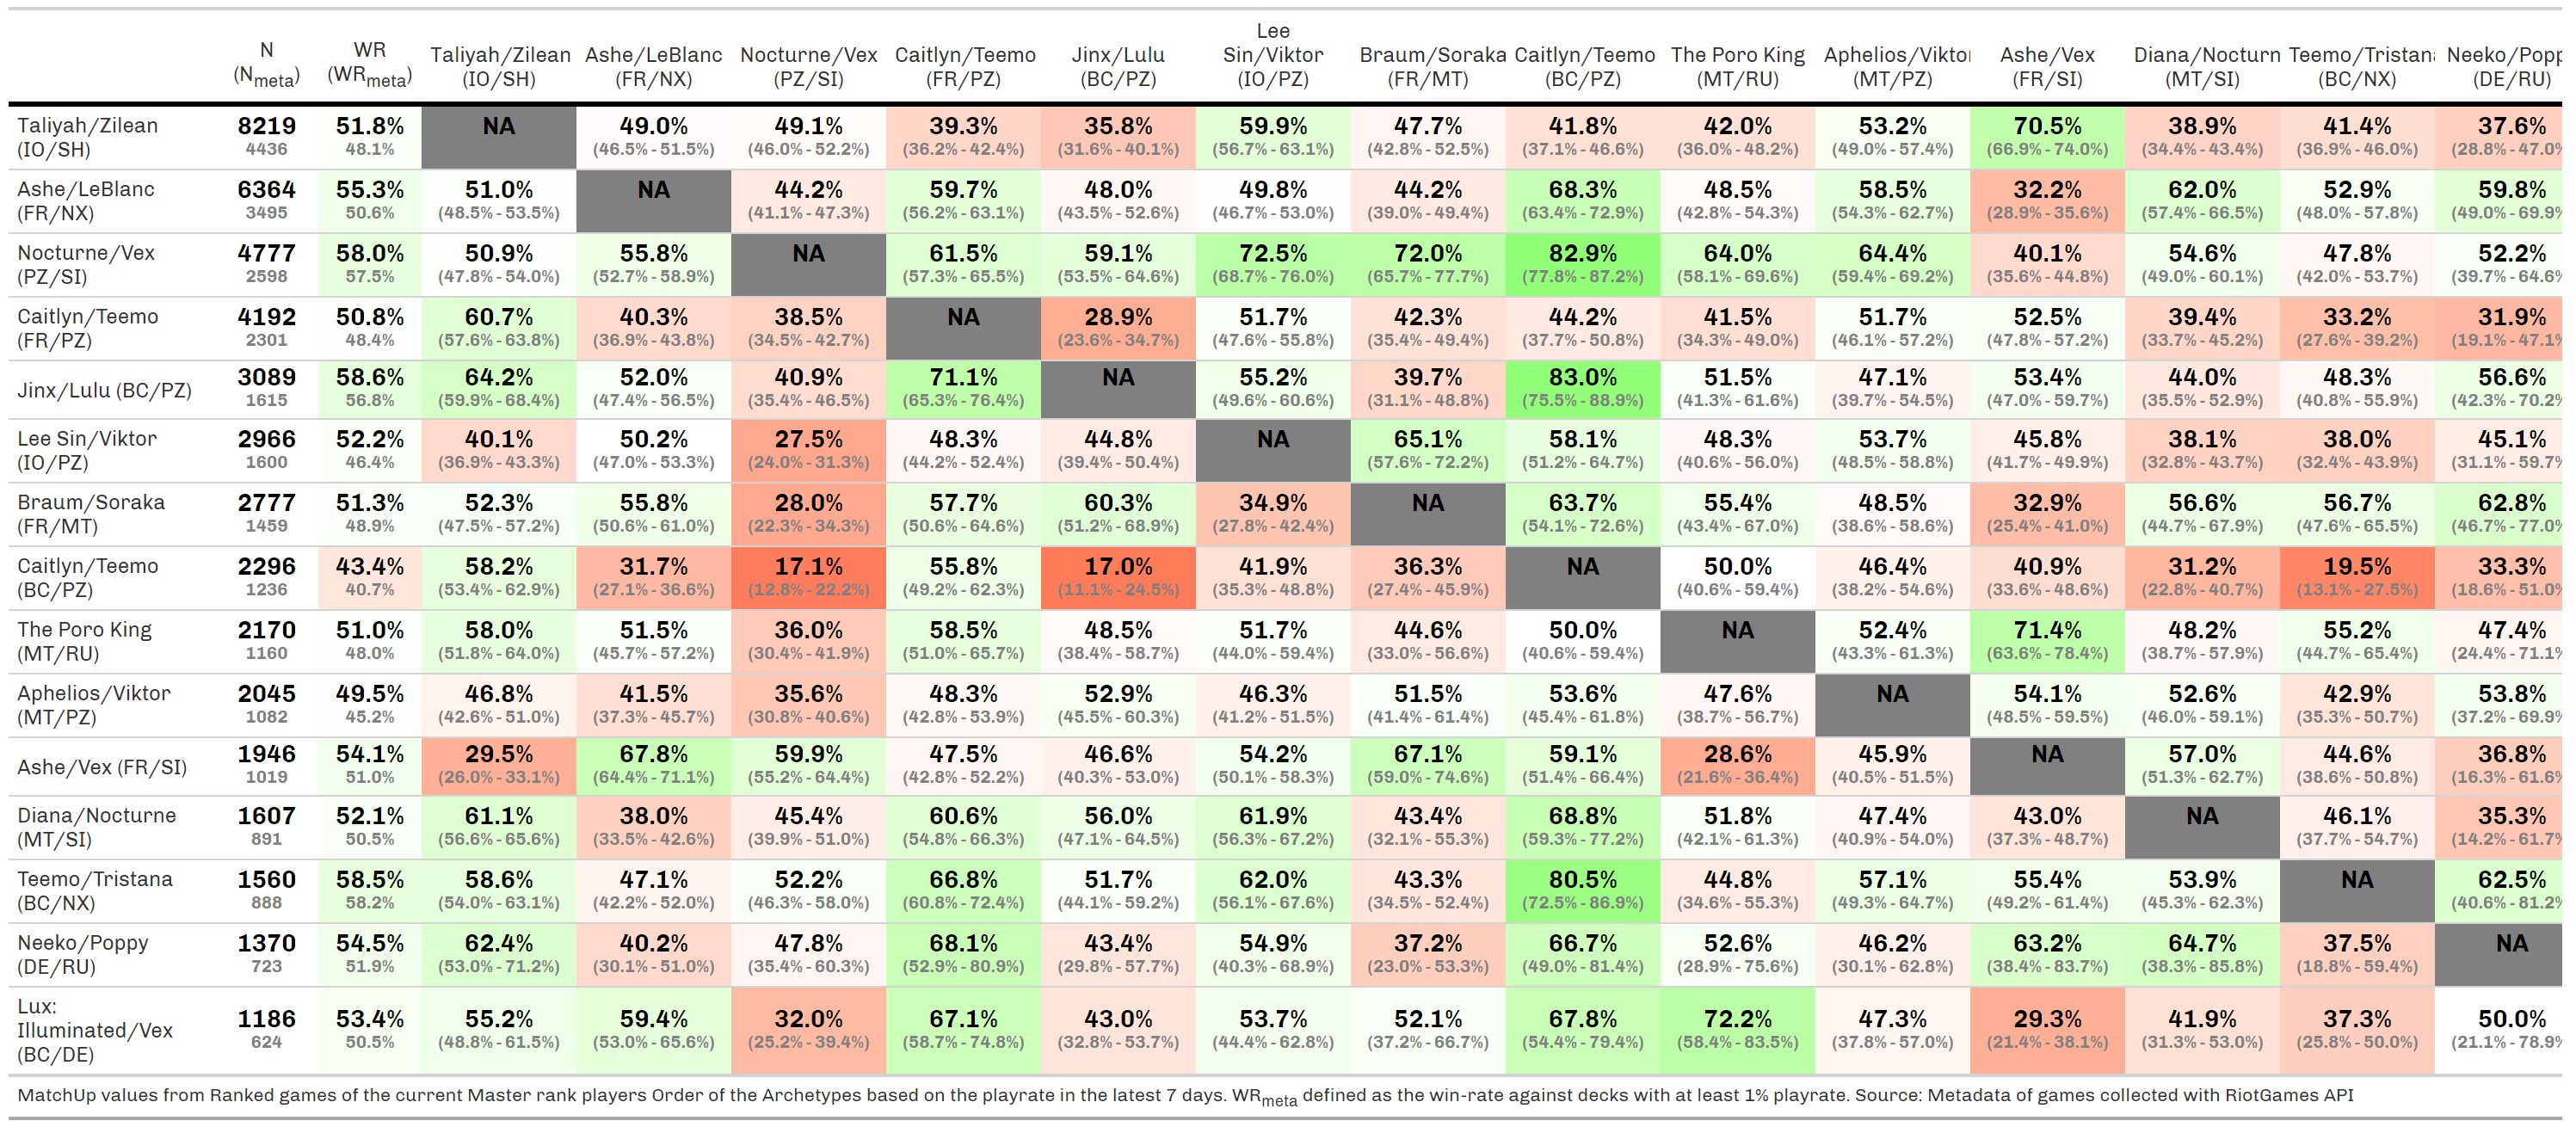 Lee
N WR Taliyah/Zilean Ashe/LeBlanc Nocturne/Vex Caitlyn/Teemo Jinx/Lulu Sin/Viktor Braum/Soraka Caitlyn/Teemo The Poro King Aphelios/Viktor Ashe/Vex Diana/Nocturn Teemo/Tristana Neeko/Popp
(Nmeta) (WRmeta) (IO/SH) (FR/NX) (PZ/SI) (FR/PZ) (BC/PZ) (IO/PZ) (FR/MT) (BC/PZ) (MT/RU) (MT/PZ) (FR/SI) (MT/SI) (BC/NX) (DE/RU)
Taliyah/Zilean 8219 51.8% NA 49.0% 49.1% 39.3% 35.8% 59.9% 47.7% 41.8% 42.0% 53.2% 70.5% 38.9% 41.4% 37.6%
(IO/SH) 4436 48.1% (46.5% - 51.5%) (46.0% - 52.2%) (36.2% - 42.4%) (31.6% - 40.1%) (56.7% - 63.1%) (42.8% - 52.5%) (37.1% - 46.6%) (36.0% - 48.2%) (49.0% - 57.4%) (66.9% - 74.0%) (34.4% - 43.4%) (36.9% - 46.0%) (28.8% - 47.0%
Ashe/LeBlanc 6364 55.3% 51.0% NA 44.2% 59.7% 48.0% 49.8% 44.2% 68.3% 48.5% 58.5% 32.2% 62.0% 52.9% 59.8%
(FR/NX) 3495 50.6% (48.5% - 53.5%) (41.1% - 47.3%) (56.2% - 63.1%) (43.5% - 52.6%) (46.7% - 53.0%) (39.0% - 49.4%) (63.4% - 72.9%) (42.8% - 54.3%) (54.3% - 62.7%) (28.9% - 35.6%) (57.4% - 66.5%) (48.0% - 57.8%) (49.0% - 69.9%
Nocturne/Vex 4777 58.0% 50.9% 55.8% NA 61.5% 59.1% 72.5% 72.0% 82.9% 64.0% 64.4% 40.1% 54.6% 47.8% 52.2%
(PZ/SI) 2598 57.5% (47.8% - 54.0%) (52.7% - 58.9%) (57.3% - 65.5%) (53.5% - 64.6%) (68.7% - 76.0%) (65.7% - 77.7%) (77.8% - 87.2%) (58.1% - 69.6%) (59.4% - 69.2%) (35.6% - 44.8%) (49.0% - 60.1%) (42.0% - 53.7%) (39.7% - 64.6%
Caitlyn/Teemo 4192 50.8% 60.7% 40.3% 38.5% NA 28.9% 51.7% 42.3% 44.2% 41.5% 51.7% 52.5% 39.4% 33.2% 31.9%
(FR/PZ) 2301 48.4% (57.6% - 63.8%) (36.9% - 43.8%) (34.5% - 42.7%) (23.6% - 34.7%) (47.6% - 55.8%) (35.4% - 49.4%) (37.7% - 50.8%) (34.3% - 49.0%) (46.1% - 57.2%) (47.8% - 57.2%) (33.7% - 45.2%) (27.6% - 39.2%) (19.1% - 47.1%
Jinx/Lulu (BC/PZ) 3089 58.6% 64.2% 52.0% 40.9% 71.1% NA 55.2% 39.7% 83.0% 51.5% 47.1% 53.4% 44.0% 48.3% 56.6%
1615 56.8% (59.9% - 68.4%) (47.4% - 56.5%) (35.4% - 46.5%) (65.3% - 76.4%) (49.6% - 60.6%) (31.1% - 48.8%) (75.5% - 88.9%) (41.3% - 61.6%) (39.7% - 54.5%) (47.0% - 59.7%) (35.5% - 52.9%) (40.8% - 55.9%) (42.3% - 70.2%
Lee Sin/Viktor 2966 52.2% 40.1% 50.2% 27.5% 48.3% 44.8% NA 65.1% 58.1% 48.3% 53.7% 45.8% 38.1% 38.0% 45.1%
(IO/PZ) 1600 46.4% (36.9% - 43.3%) (47.0% - 53.3%) (24.0% - 31.3%) (44.2% - 52.4%) (39.4% - 50.4%) (57.6% - 72.2%) (51.2% - 64.7%) (40.6% - 56.0%) (48.5% - 58.8%) (41.7% - 49.9%) (32.8% - 43.7%) (32.4% - 43.9%) (31.1% - 59.7%
Braum/Soraka 2777 51.3% 52.3% 55.8% 28.0% 57.7% 60.3% 34.9% NA 63.7% 55.4% 48.5% 32.9% 56.6% 56.7% 62.8%
(FR/MT) 1459 48.9% (47.5% - 57.2%) (50.6% - 61.0%) (22.3% - 34.3%) (50.6% - 64.6%) (51.2% - 68.9%) (27.8% - 42.4%) (54.1% - 72.6%) (43.4% - 67.0%) (38.6% - 58.6%) (25.4% - 41.0%) (44.7% - 67.9%) (47.6% - 65.5%) (46.7% - 77.0%
Caitlyn/Teemo 2296 43.4% 58.2% 31.7% 17.1% 55.8% 17.0% 41.9% 36.3% NA 50.0% 46.4% 40.9% 31.2% 19.5% 33.3%
(BC/PZ) 1236 40.7% (53.4% - 62.9%) (27.1% - 36.6%) (12.8% - 22.2%) (49.2% - 62.3%) (11.1% - 24.5%) (35.3% - 48.8%) (27.4% - 45.9%) (40.6% - 59.4%) (38.2% - 54.6%) (33.6% - 48.6%) (22.8% - 40.7%) (13.1% - 27.5%) (18.6% - 51.0%
The Poro King 2170 51.0% 58.0% 51.5% 36.0% 58.5% 48.5% 51.7% 44.6% 50.0% NA 52.4% 71.4% 48.2% 55.2% 47.4%
(MT/RU) 1160 48.0% (51.8% - 64.0%) (45.7% - 57.2%) (30.4% - 41.9%) (51.0% - 65.7%) (38.4% - 58.7%) (44.0% - 59.4%) (33.0% - 56.6%) (40.6% - 59.4%) (43.3% - 61.3%) (63.6% - 78.4%) (38.7% - 57.9%) (44.7% - 65.4%) (24.4% - 71.1%
Aphelios/Viktor 2045 49.5% 46.8% 41.5% 35.6% 48.3% 52.9% 46.3% 51.5% 53.6% 47.6% NA 54.1% 52.6% 42.9% 53.8%
(MT/PZ) 1082 45.2% (42.6% - 51.0%) (37.3% - 45.7%) (30.8% - 40.6%) (42.8% - 53.9%) (45.5% - 60.3%) (41.2% - 51.5%) (41.4% - 61.4%) (45.4% - 61.8%) (38.7% - 56.7%) (48.5% - 59.5%) (46.0% - 59.1%) (35.3% - 50.7%) (37.2% - 69.9%
Ashe/Vex (FR/SI) 1946 54.1% 29.5% 67.8% 59.9% 47.5% 46.6% 54.2% 67.1% 59.1% 28.6% 45.9% NA 57.0% 44.6% 36.8%
1019 51.0% (26.0% - 33.1%) (64.4% - 71.1%) (55.2% - 64.4%) (42.8% - 52.2%) (40.3% - 53.0%) (50.1% - 58.3%) (59.0% - 74.6%) (51.4% - 66.4%) (21.6% - 36.4%) (40.5% - 51.5%) (51.3% - 62.7%) (38.6% - 50.8%) (16.3% - 61.6%
Diana/Nocturne 1607 52.1% 61.1% 38.0% 45.4% 60.6% 56.0% 61.9% 43.4% 68.8% 51.8% 47.4% 43.0% NA 46.1% 35.3%
(MT/SI) 891 50.5% (56.6% - 65.6%) (33.5% - 42.6%) (39.9% - 51.0%) (54.8% - 66.3%) (47.1% - 64.5%) (56.3% - 67.2%) (32.1% - 55.3%) (59.3% - 77.2%) (42.1% - 61.3%) (40.9% - 54.0%) (37.3% - 48.7%) (37.7% - 54.7%) (14.2% - 61.7%
Teemo/Tristana 1560 58.5% 58.6% 47.1% 52.2% 66.8% 51.7% 62.0% 43.3% 80.5% 44.8% 57.1% 55.4% 53.9% NA 62.5%
(BC/NX) 888 58.2% (54.0% - 63.1%) (42.2% - 52.0%) (46.3% - 58.0%) (60.8% - 72.4%) (44.1% - 59.2%) (56.1% - 67.6%) (34.5% - 52.4%) (72.5% - 86.9%) (34.6% - 55.3%) (49.3% - 64.7%) (49.2% - 61.4%) (45.3% - 62.3%) (40.6% - 81.2%
Neeko/Poppy 1370 54.5% 62.4% 40.2% 47.8% 68.1% 43.4% 54.9% 37.2% 66.7% 52.6% 46.2% 63.2% 64.7% 37.5% NA
(DE/RU) 723 51.9% (53.0% - 71.2%) (30.1% - 51.0%) (35.4% - 60.3%) (52.9% - 80.9%) (29.8% - 57.7%) (40.3% - 68.9%) (23.0% - 53.3%) (49.0% - 81.4%) (28.9% - 75.6%) (30.1% - 62.8%) (38.4% - 83.7%) (38.3% - 85.8%) (18.8% - 59.4%)
Lux:
Illuminated/Vex 1186 53.4% 55.2% 59.4% 32.0% 67.1% 43.0% 53.7% 52.1% 67.8% 72.2% 47.3% 29.3% 41.9% 37.3% 50.0%
(BC/DE) 624 50.5% (48.8% - 61.5%) (53.0% - 65.6%) (25.2% - 39.4%) (58.7% - 74.8%) (32.8% - 53.7%) (44.4% - 62.8%) (37.2% - 66.7%) (54.4% - 79.4%) (58.4% - 83.5%) (37.8% - 57.0%) (21.4% - 38.1%) (31.3% - 53.0%) (25.8% - 50.0%) (21.1% - 78.9%
MatchUp values from Ranked games of the current Master rank players Order of the Archetypes based on the playrate in the latest 7 days. WRmeta defined as the win-rate against decks with at least 1% playrate. Source: Metadata of games collected with RiotGames API